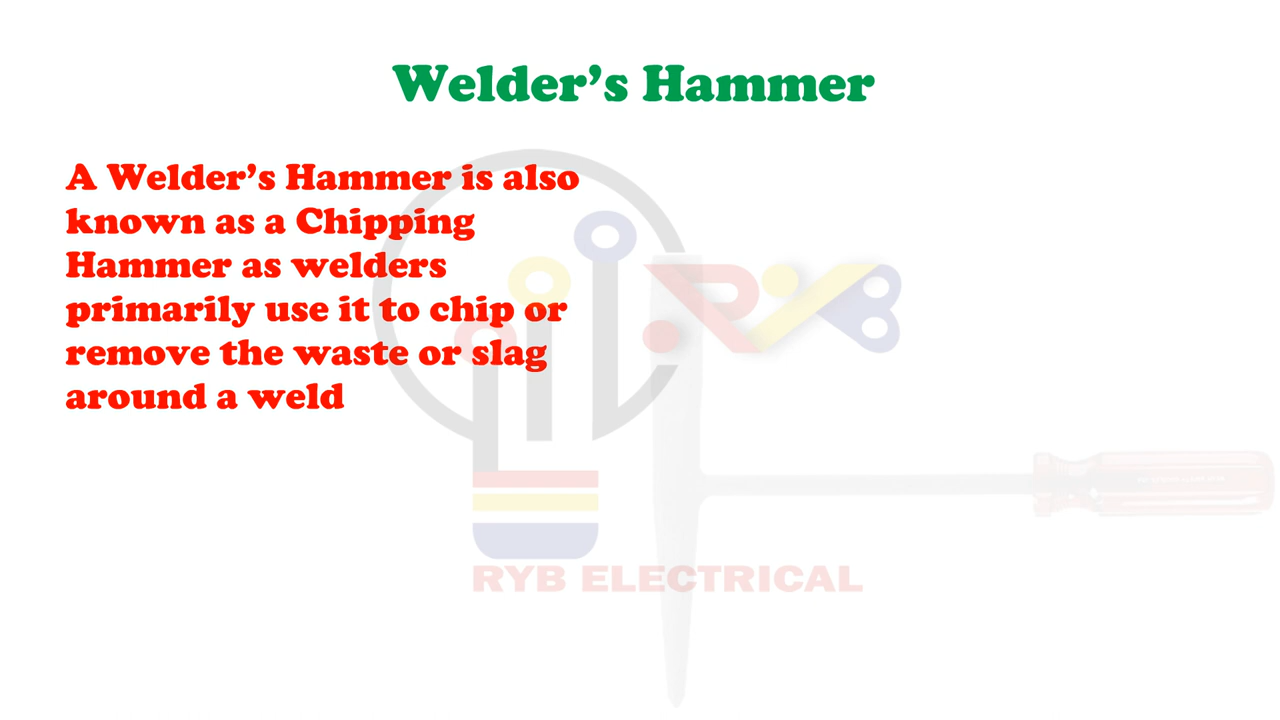 Welder’s Hammer
A Welder’s Hammer is also
known as a Chipping
Hammer as welders
primarily use it to chip or
remove the waste or slag
around a weld
RYB
RYB ELECTRICAL